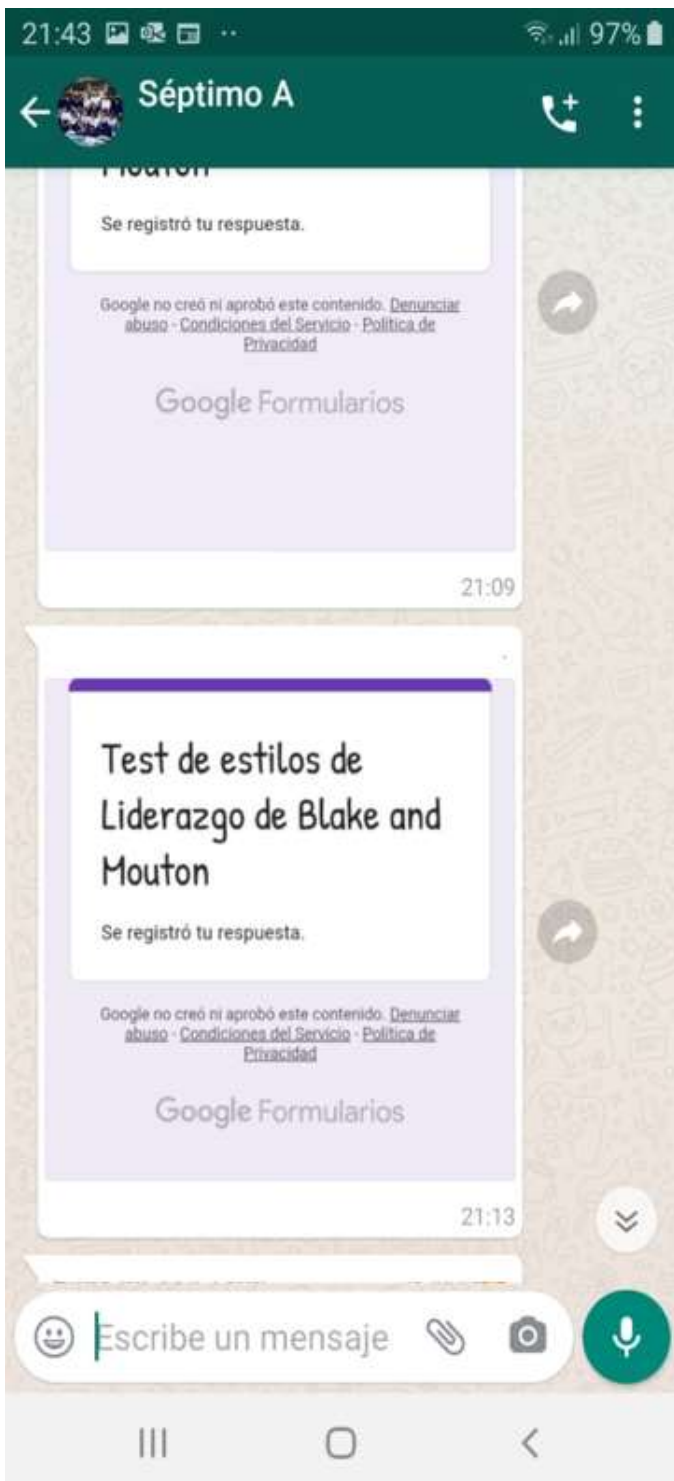 21:43
97%
Séptimo A
Mouton
Se registró tu respuesta.
Google no creó ni aprobó este contenido. Denunciar
abuso - Condiciones del Servicio - Política de
Privacidad
Google Formularios
21:09
Test de estilos de
Liderazgo de Blake and
Mouton
Se registró tu respuesta.
Google no creó ni aprobó este contenido. Denunciar
abuso - Condiciones del Servicio - Política de
Privacidad
Google Formularios
21:13
Escribe un mensaje